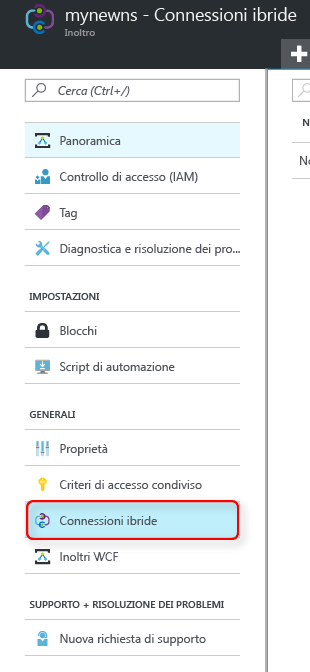 mynewns - Connessioni ibride
Inoltro
Cerca (Ctrl+/)
Panoramica
Controllo di accesso (IAM)
Tag
Diagnostica e risoluzione dei pro...
IMPOSTAZIONI
Blocchi
Script di automazione
GENERALI
Proprietà
Criteri di accesso condiviso
Connessioni ibride
Inoltri WCF
SUPPORTO + RISOLUZIONE DEI PROBLEMI
Nuova richiesta di supporto